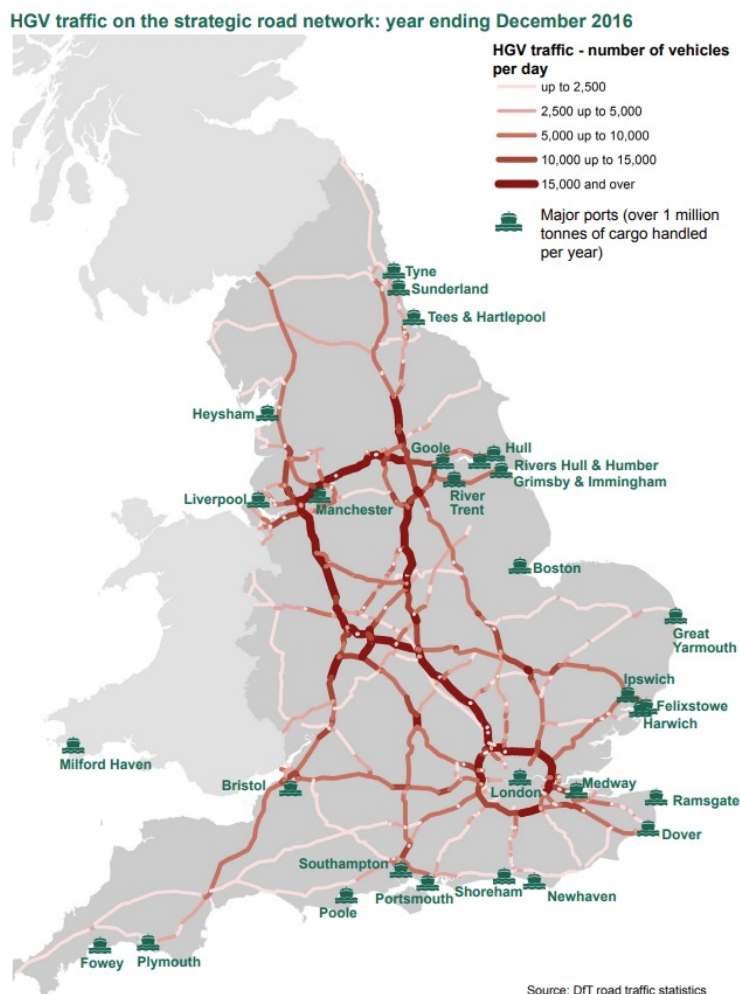 HGV traffic on the strategic road network: year ending December 2016
HGV traffic - number of vehicles
per day
up to 2,500
2,500 up to 5,000
5,000 up to 10,000
10,000 up to 15,000
15,000 and over
Major ports (over 1 million
tonnes of cargo handled
per year)
Tyne
Sunderland
Tees & Hartlepool
Heysham
Goole
Hull
Rivers Hull & Humber
Grimsby & Immingham
River
Trent
Liverpool
Manchester
Boston
Great
Yarmouth
Ipswich
Felixstowe
Harwich
Milford Haven
Bristol
London
Medway
Ramsgate
Dover
Southampton
Portsmouth
Shoreham
Newhaven
Poole
Fowey
Plymouth
Source: DfT road traffic statistics